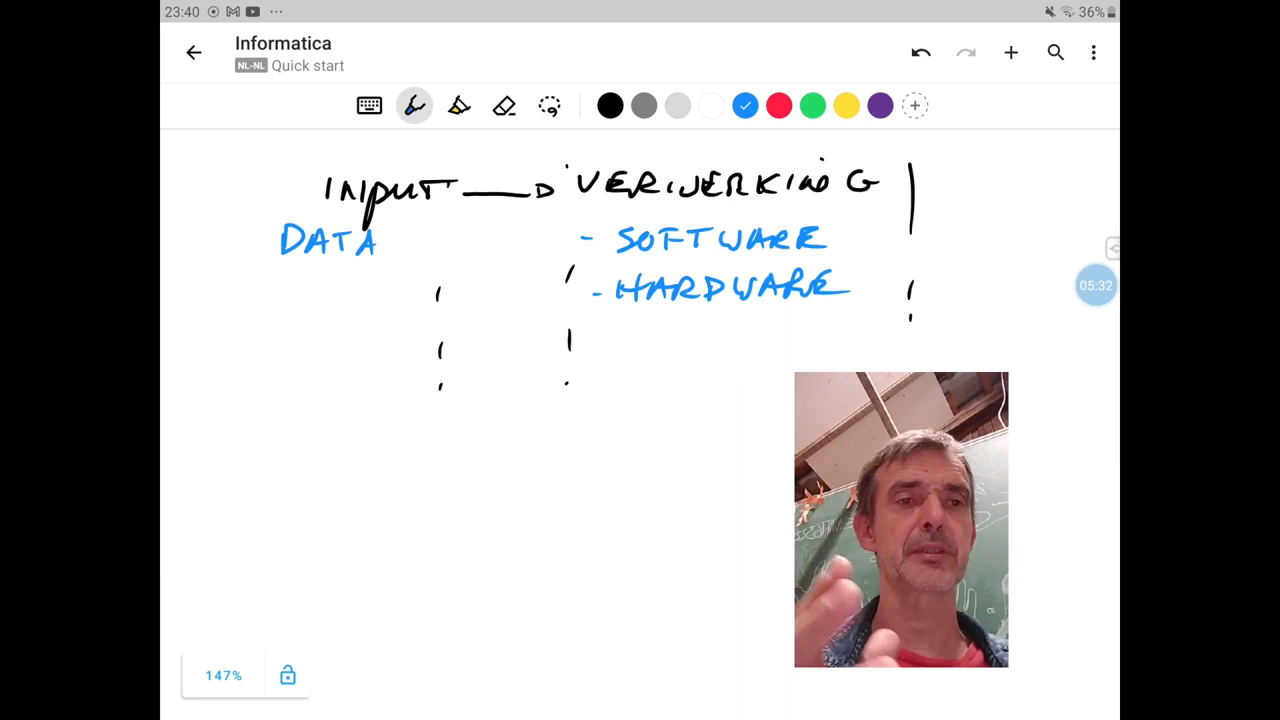 23:40 36%
Informatica
NL-NL Quick start
INPUT → VERWERKING
DATA - SOFTWARE
- HARDWARE
05:32
147%